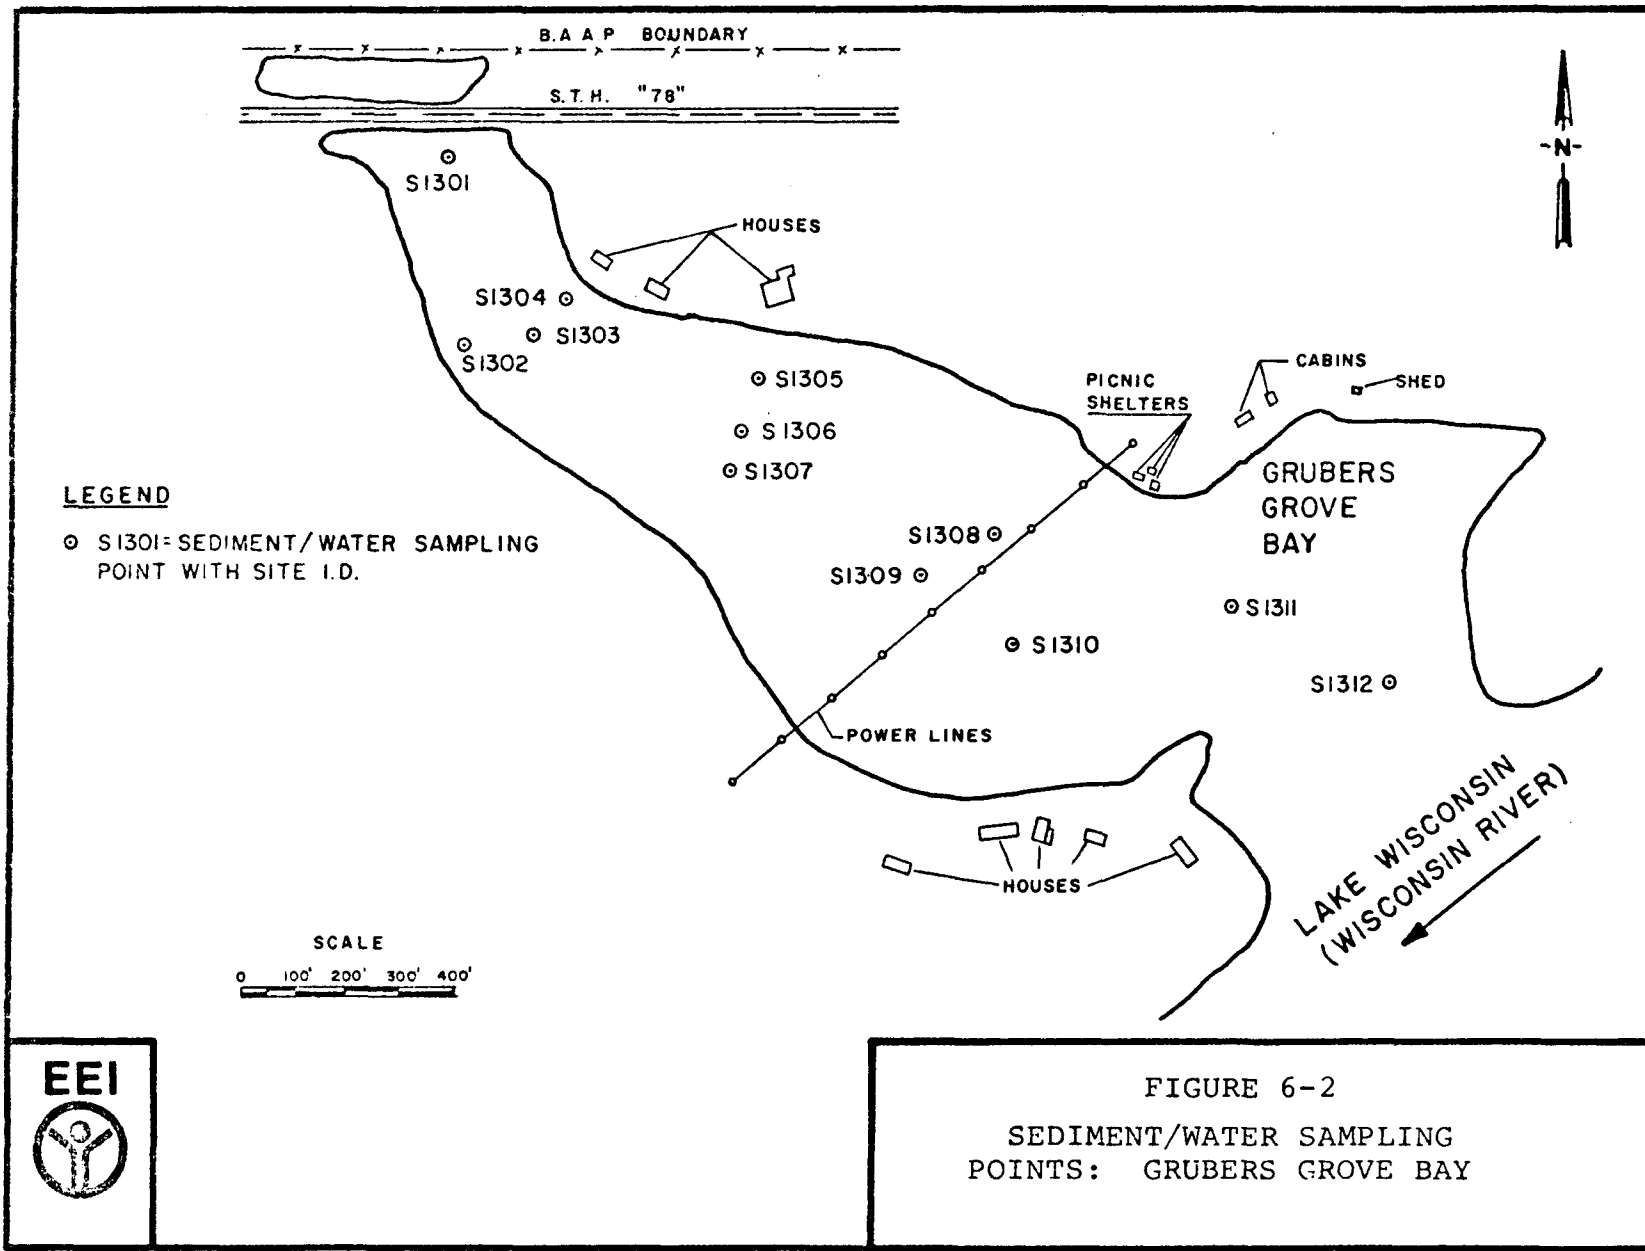 B.A A.P BOUNDARY
S.T.H. "78"
-N-
S1301
HOUSES
S1304
S1303
S1302
S1305
CABINS
PICNIC
SHELTERS
SHED
S1306
S1307
GRUBERS
GROVE
BAY
LEGEND
S1301=SEDIMENT/WATER SAMPLING
POINT WITH SITE I.D.
S1308
S1309
S1311
S1310
S1312
POWER LINES
LAKE WISCONSIN
(WISCONSIN RIVER)
HOUSES
SCALE
0 100' 200' 300' 400'
EEI
FIGURE 6-2
SEDIMENT/WATER SAMPLING
POINTS: GRUBERS GROVE BAY